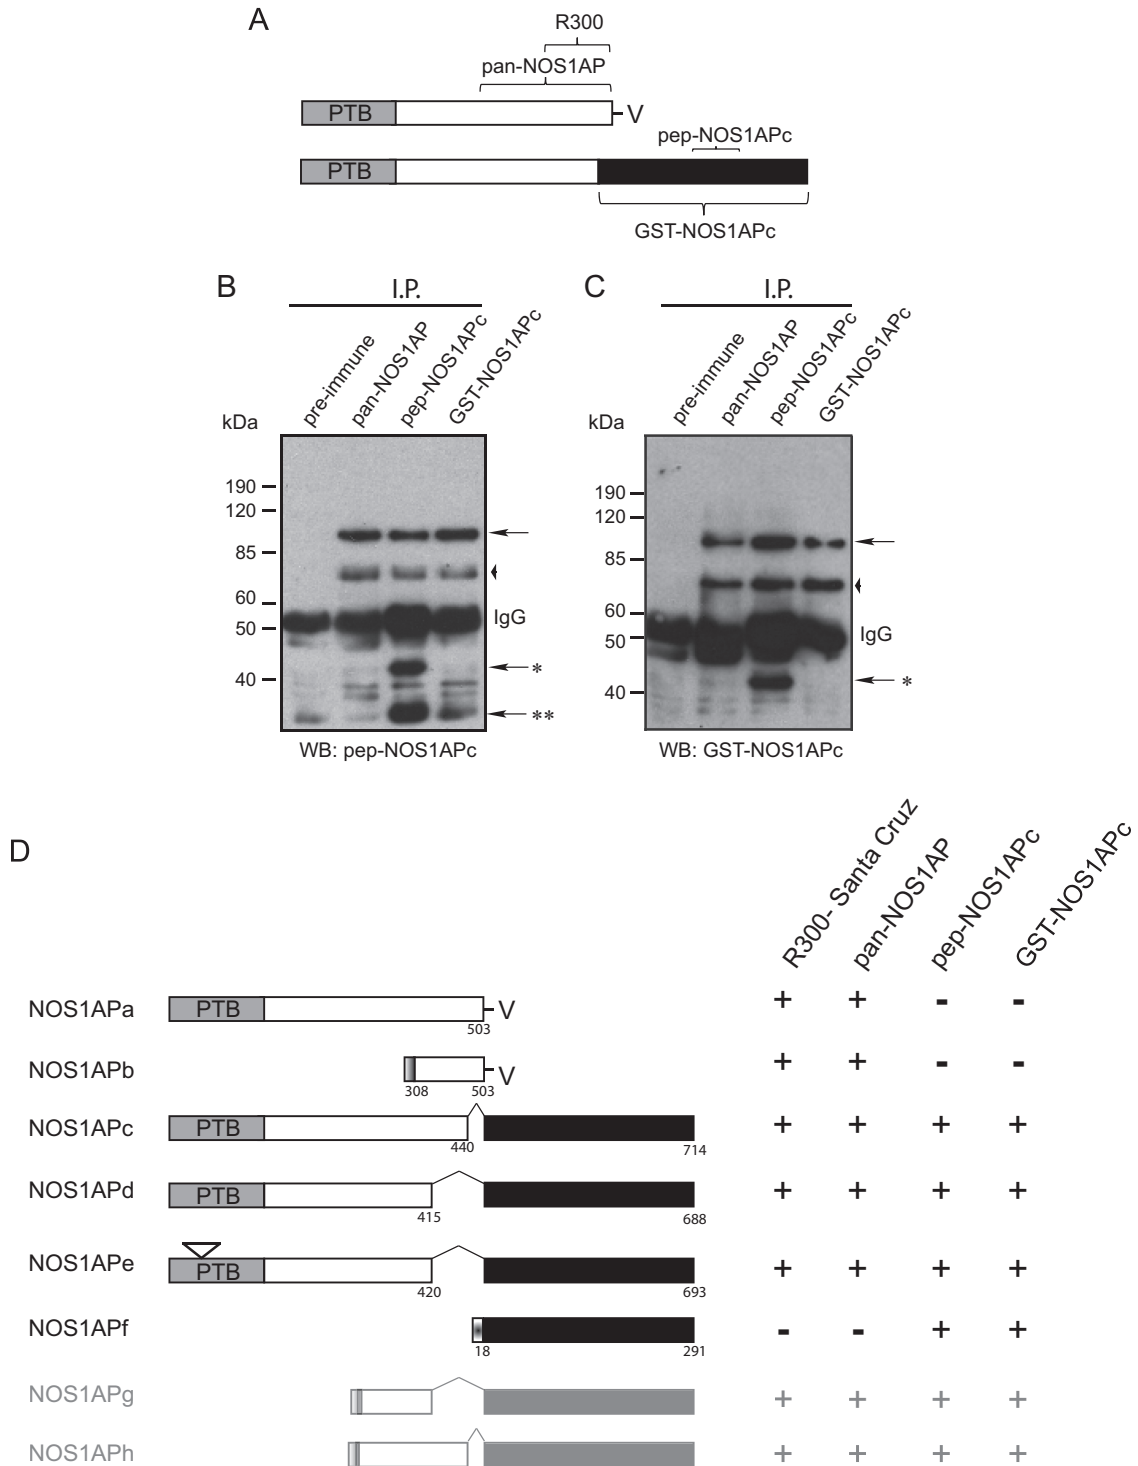 A
R300
pan-NOS1AP
PTB V
pep-NOS1APc
PTB
GST-NOS1APc
B
I.P.
pre-immune
pan-NOS1AP
pep-NOS1APc
GST-NOS1APc
kDa
190
120
85
60
50
40
IgG
*
**
WB: pep-NOS1APc
C
I.P.
pre-immune
pan-NOS1AP
pep-NOS1APc
GST-NOS1APc
kDa
190
120
85
60
50
40
IgG
*
WB: GST-NOS1APc
D
R300- Santa Cruz
pan-NOS1AP
pep-NOS1APc
GST-NOS1APc
NOS1APa PTB V + + - -
503
NOS1APb V + + - -
308 503
NOS1APc PTB + + + +
440 714
NOS1APd PTB + + + +
415 688
NOS1APe PTB + + + +
420 693
NOS1APf - - + +
18 291
NOS1APg + + + +
NOS1APh + + + +